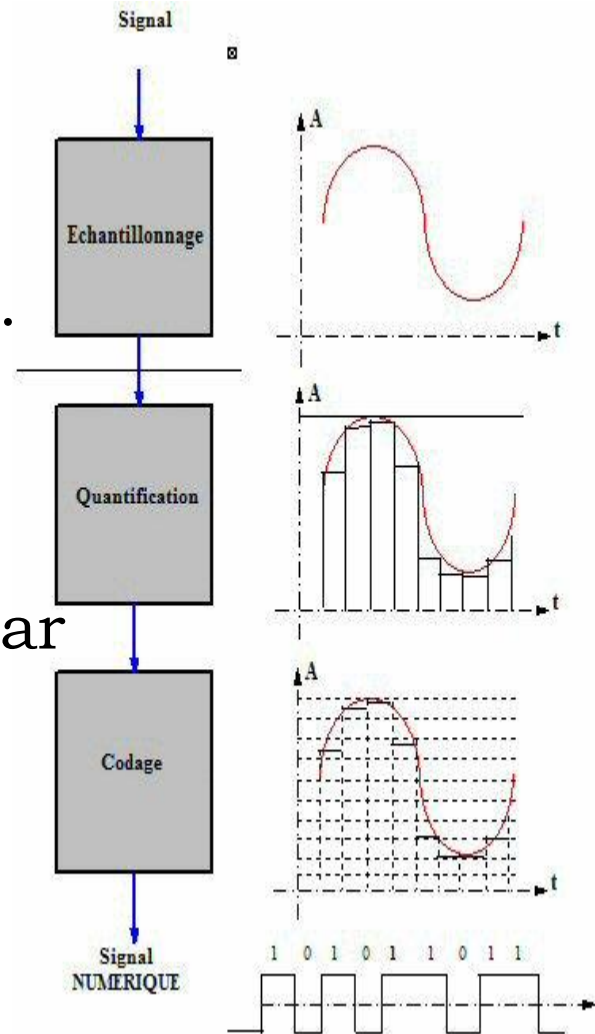 Signal
A
Echantillonnage
.
t
A
Quantification
t
ar
A
Codage
t
Signal
NUMERIQUE
1 0 1 0 1 1 0 1 1